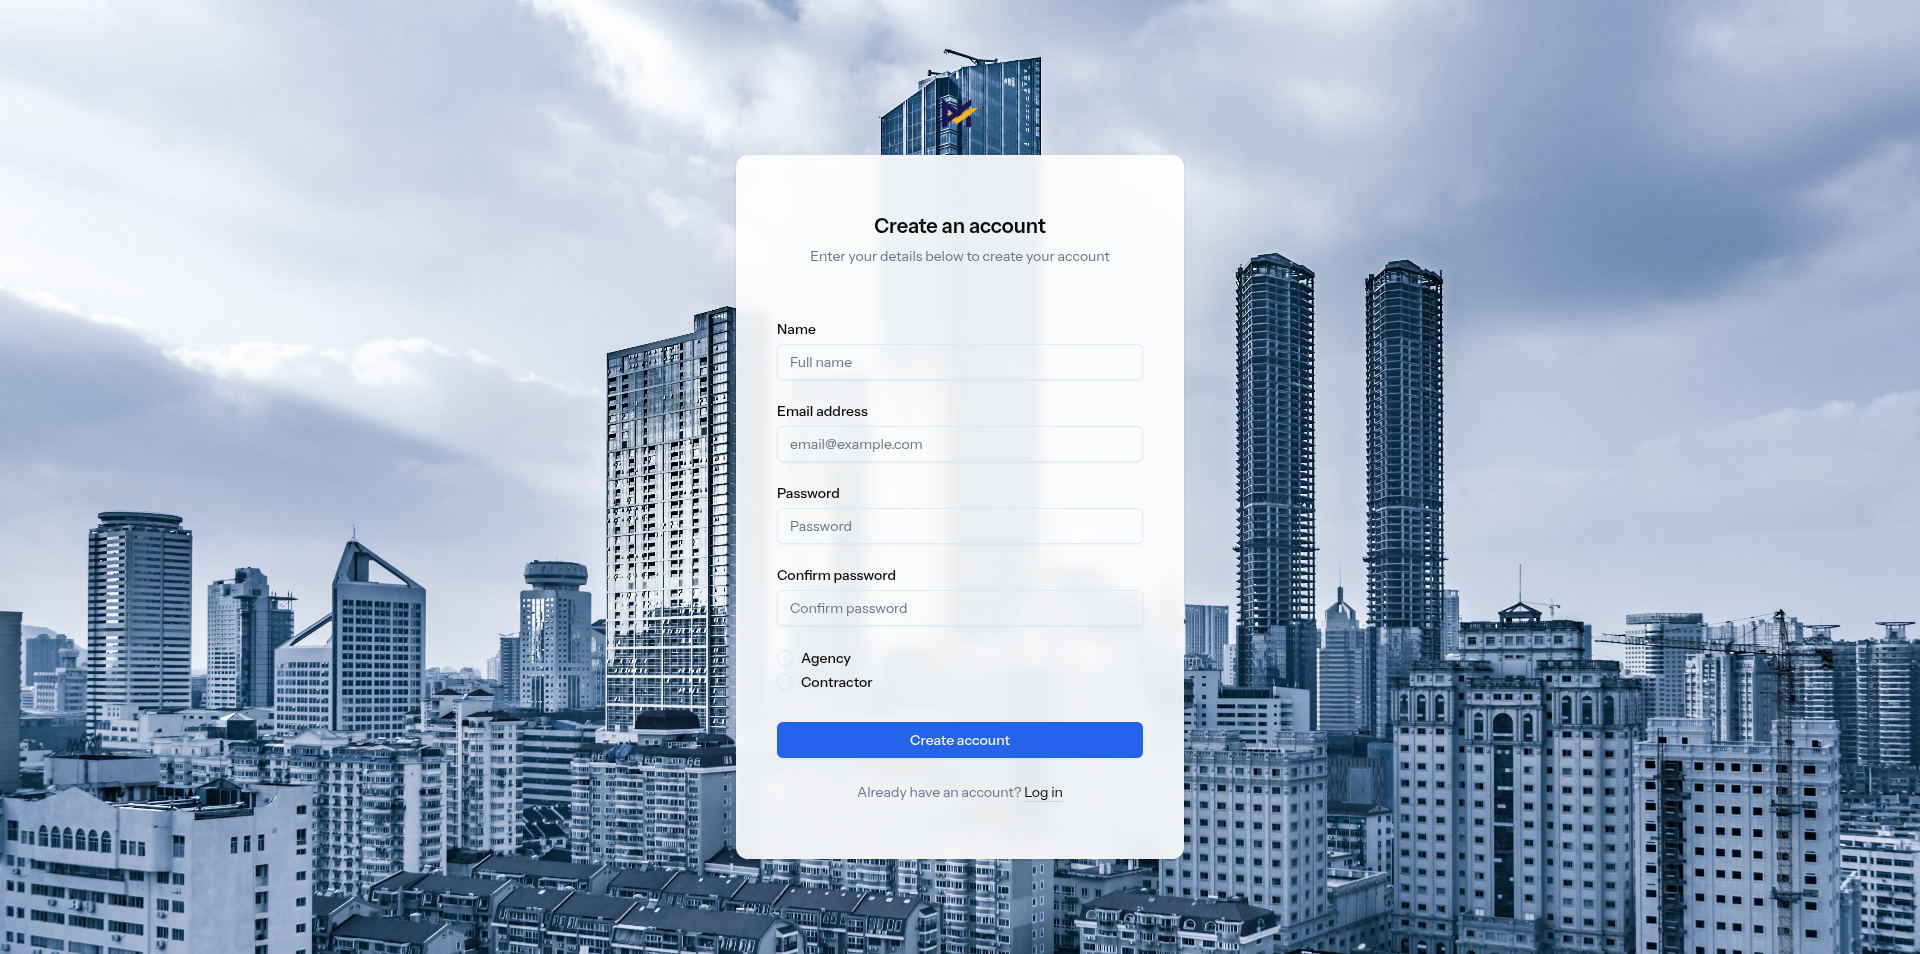 Create an account
Enter your details below to create your account
Name
Full name
Email address
email@example.com
Password
Password
Confirm password
Confirm password
Agency
Contractor
Create account
Already have an account? Log in